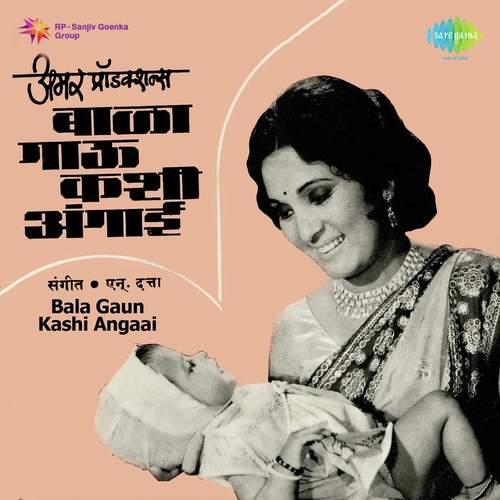 RP - Sanjiv Goenka
Group
saregama
अमर प्रॉडक्शन्स
बाळा
गाऊ
कशी
अंगाई
संगीत • एन्. दत्ता
Bala Gaun
Kashi Angaai